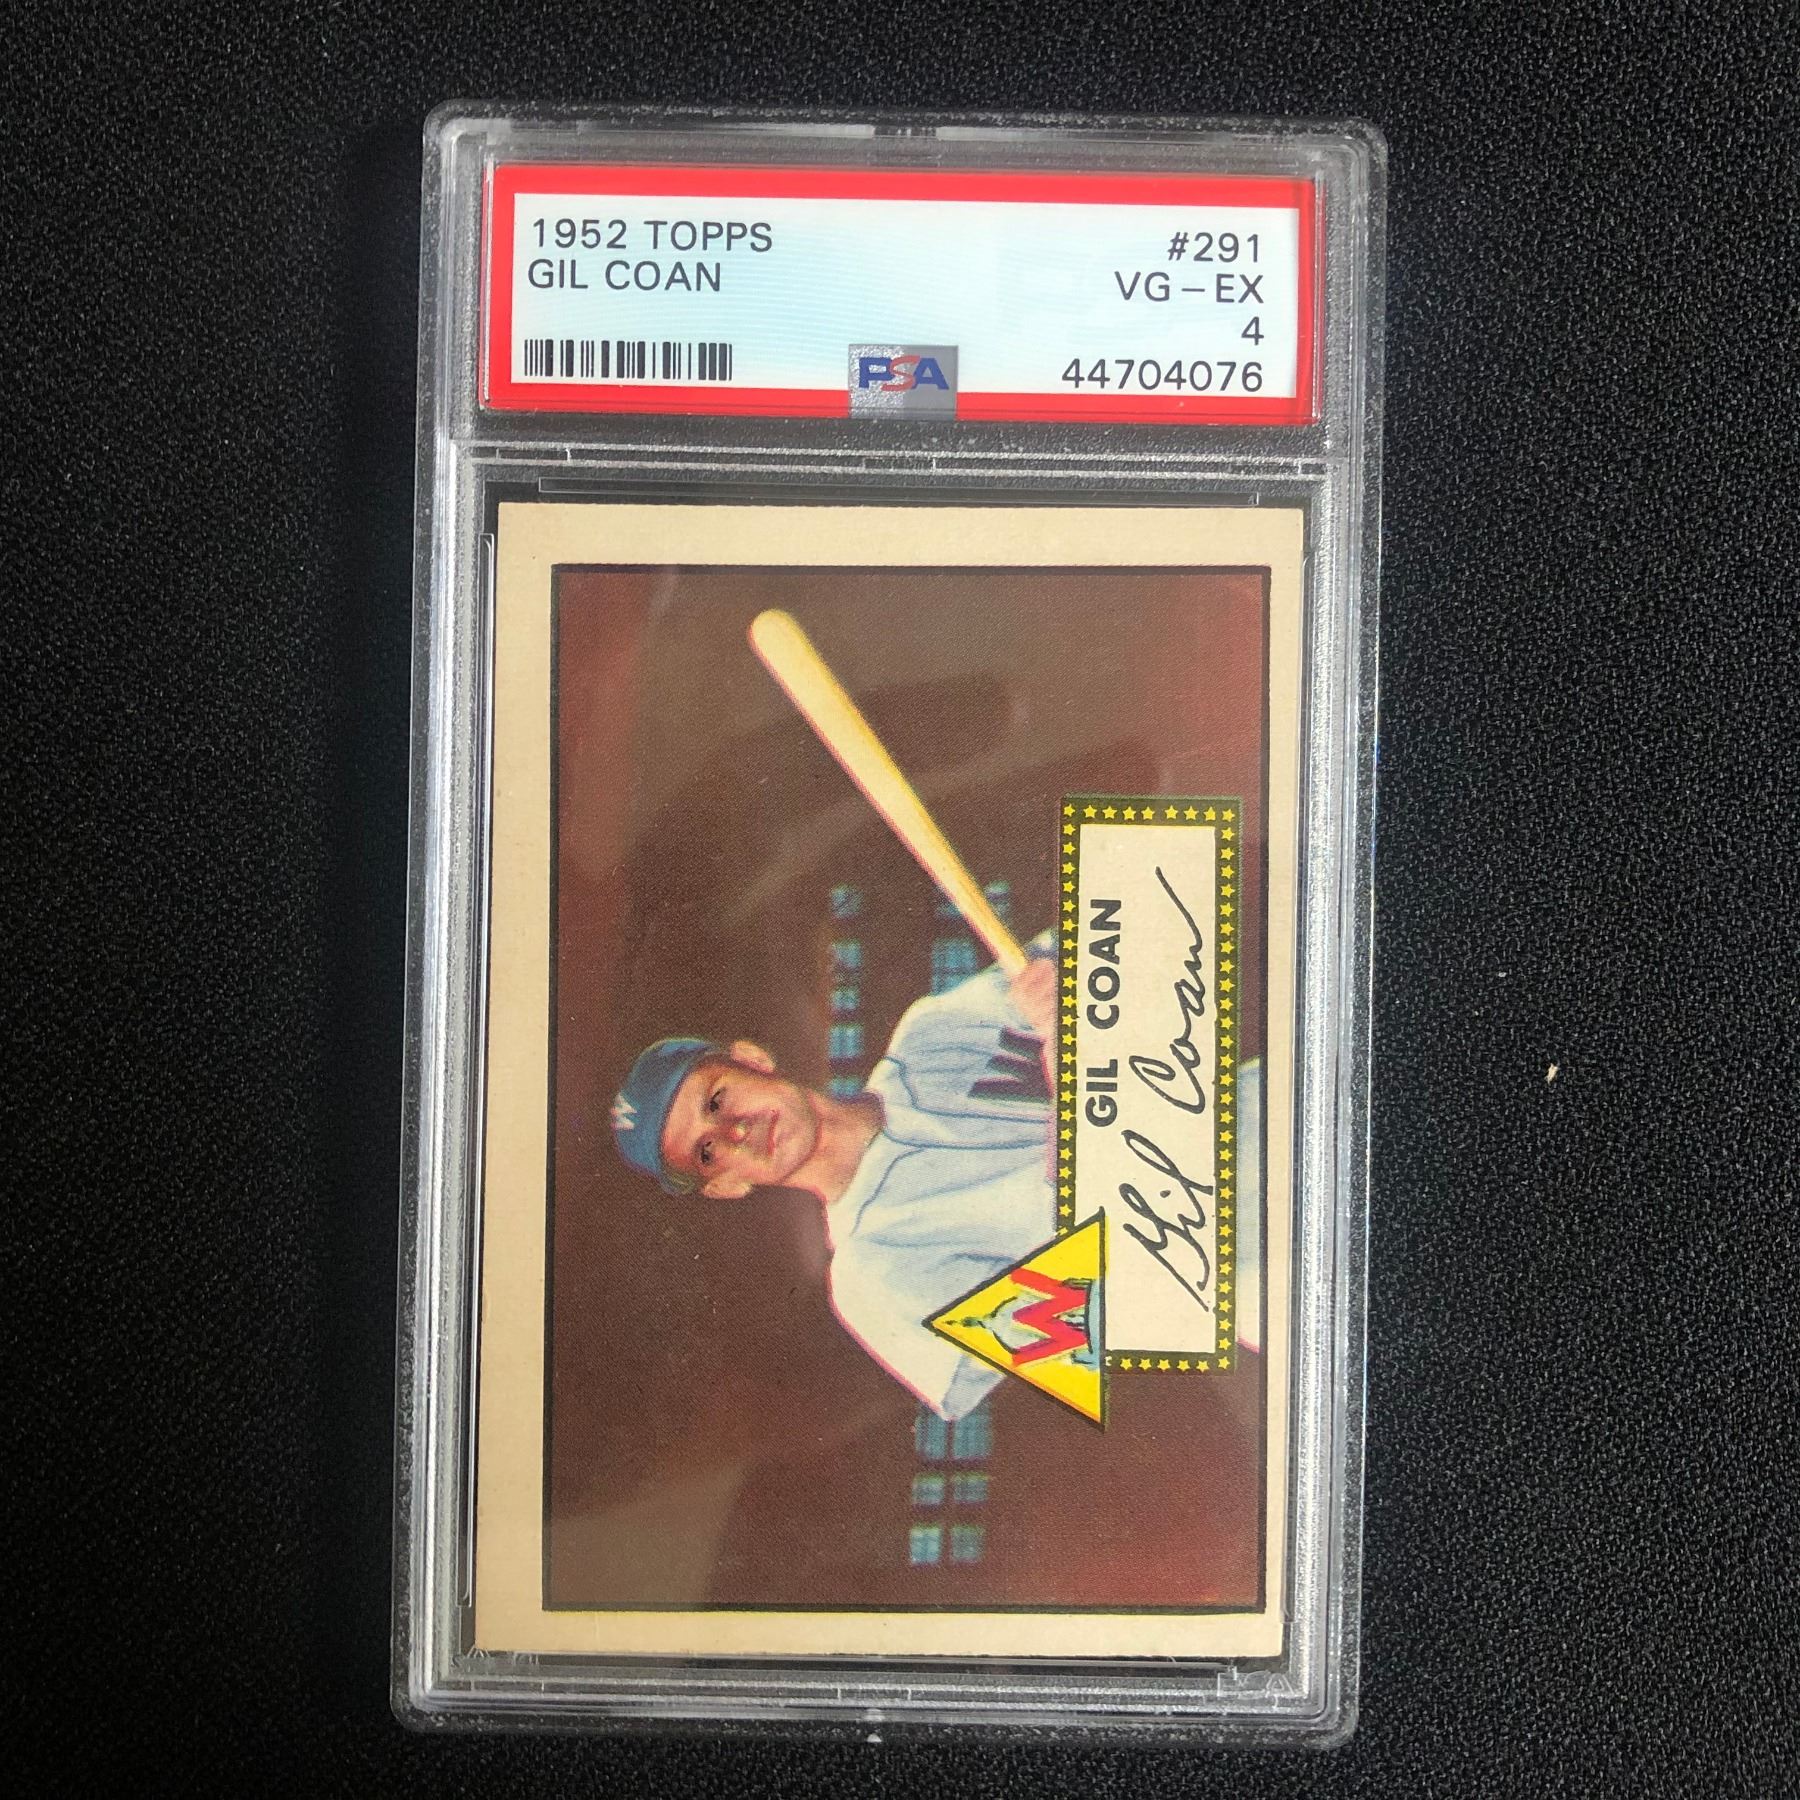 1952 TOPPS
#291
GIL COAN
VG-EX
4
PSA
44704076
W
GIL COAN
Gil Coan
W